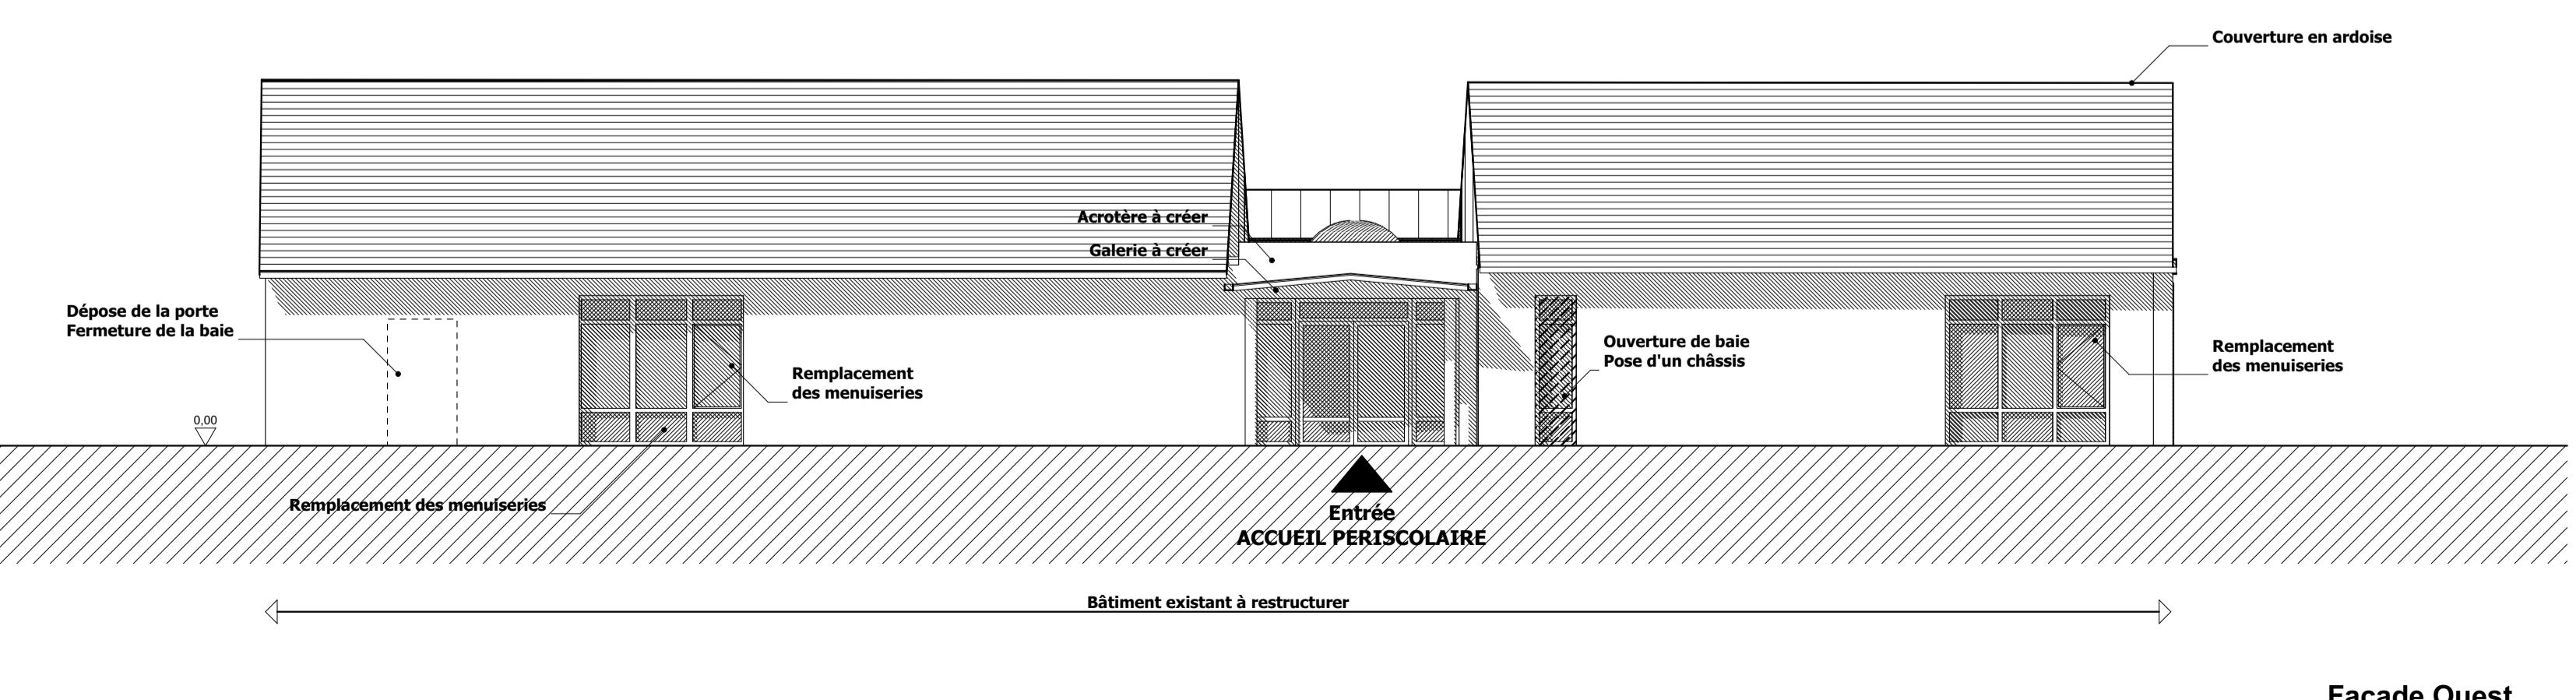 Couverture en ardoise
Acrotère à créer
Galerie à créer
Dépose de la porte
Fermeture de la baie
Ouverture de baie
Pose d'un châssis
Remplacement
des menuiseries
Remplacement
des menuiseries
0,00
Remplacement des menuiseries
Entrée
ACCUEIL PERISCOLAIRE
Bâtiment existant à restructurer
Façade Ouest